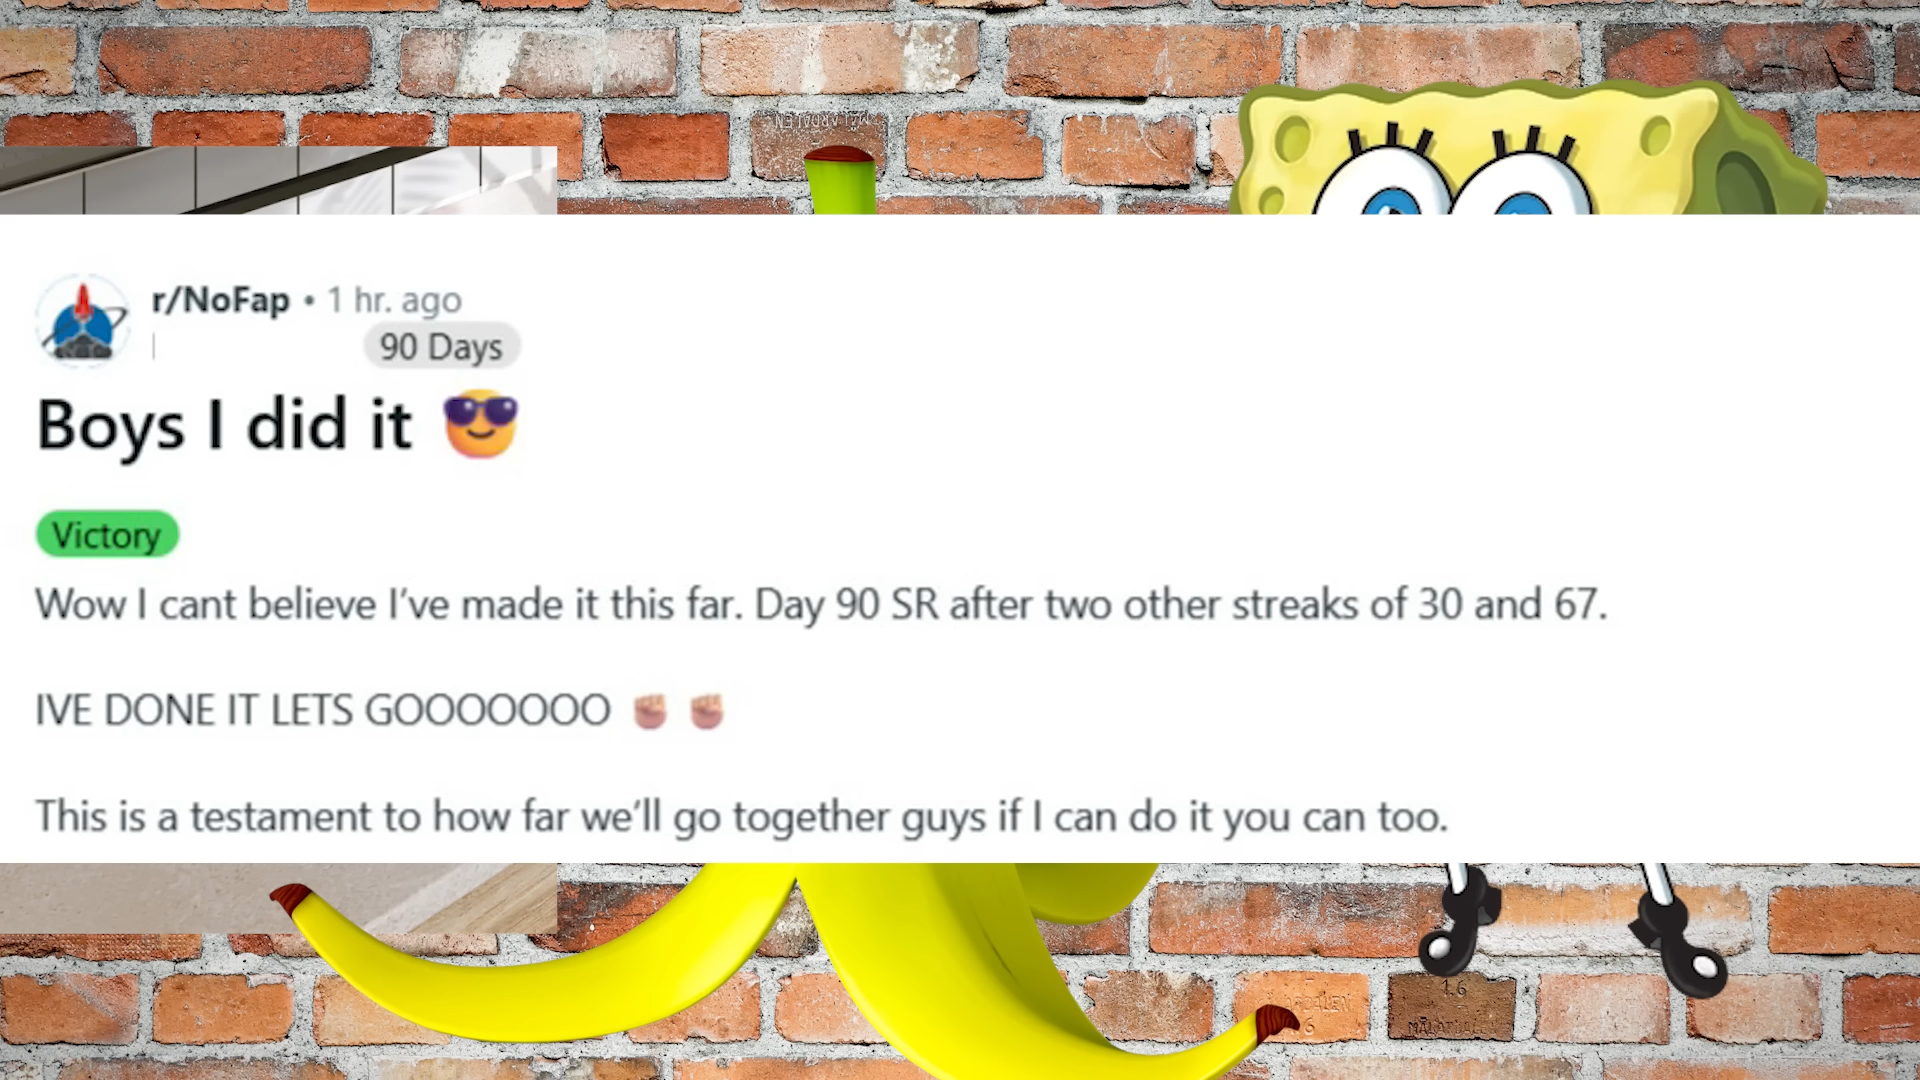 r/NoFap • 1 hr. ago
90 Days
Boys I did it 😎
Victory
Wow I cant believe I've made it this far. Day 90 SR after two other streaks of 30 and 67.
IVE DONE IT LETS GOOOOOOO ✊ ✊
This is a testament to how far we'll go together guys if I can do it you can too.